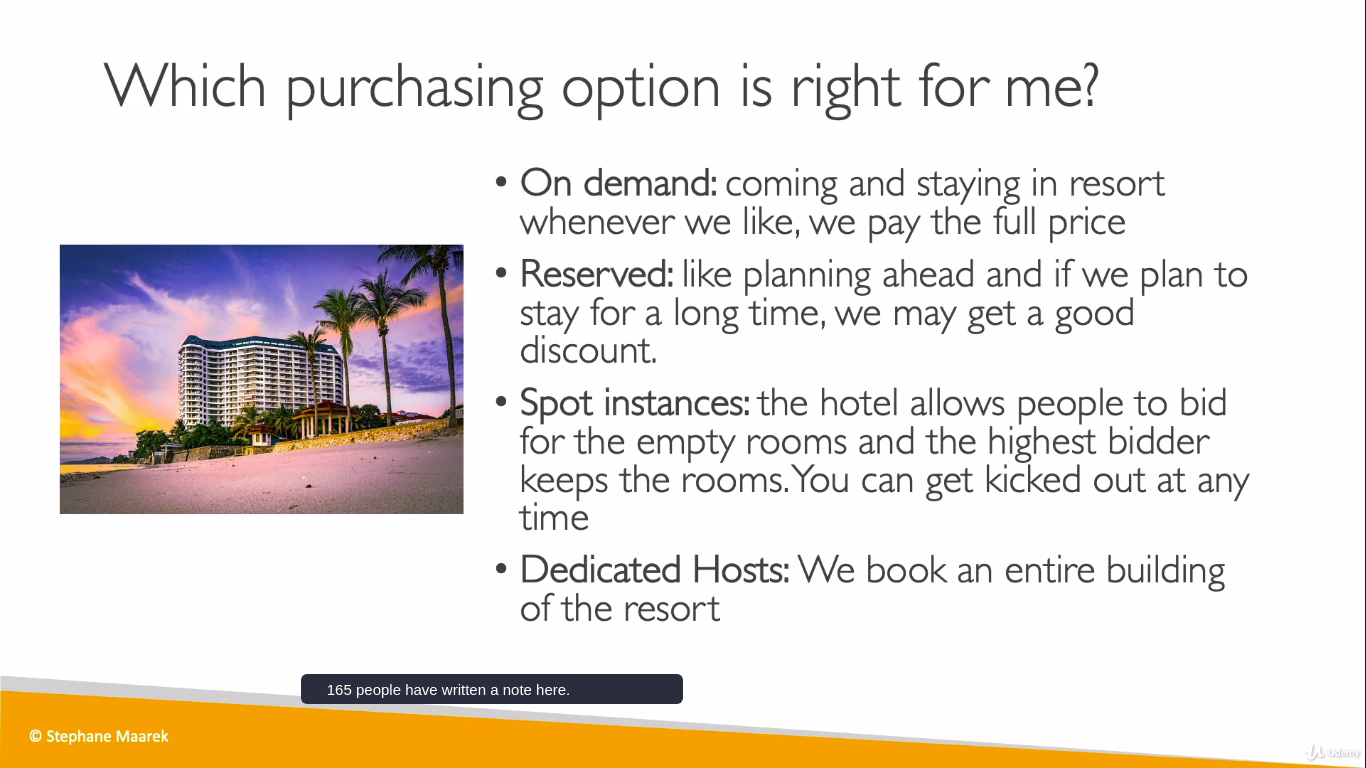 Which purchasing option is right for me?
• On demand: coming and staying in resort
whenever we like, we pay the full price
• Reserved: like planning ahead and if we plan to
stay for a long time, we may get a good
discount.
• Spot instances: the hotel allows people to bid
for the empty rooms and the highest bidder
keeps the rooms. You can get kicked out at any
time
• Dedicated Hosts: We book an entire building
of the resort
165 people have written a note here.
© Stephane Maarek
Udemy